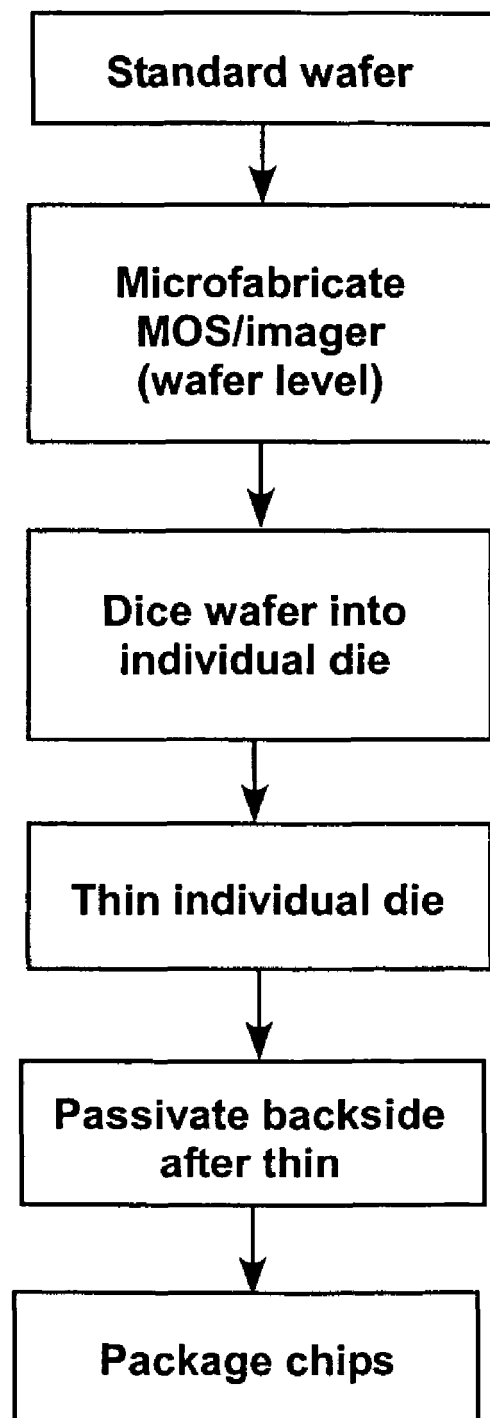 Standard wafer
Microfabricate
MOS/imager
(wafer level)
Dice wafer into
individual die
Thin individual die
Passivate backside
after thin
Package chips